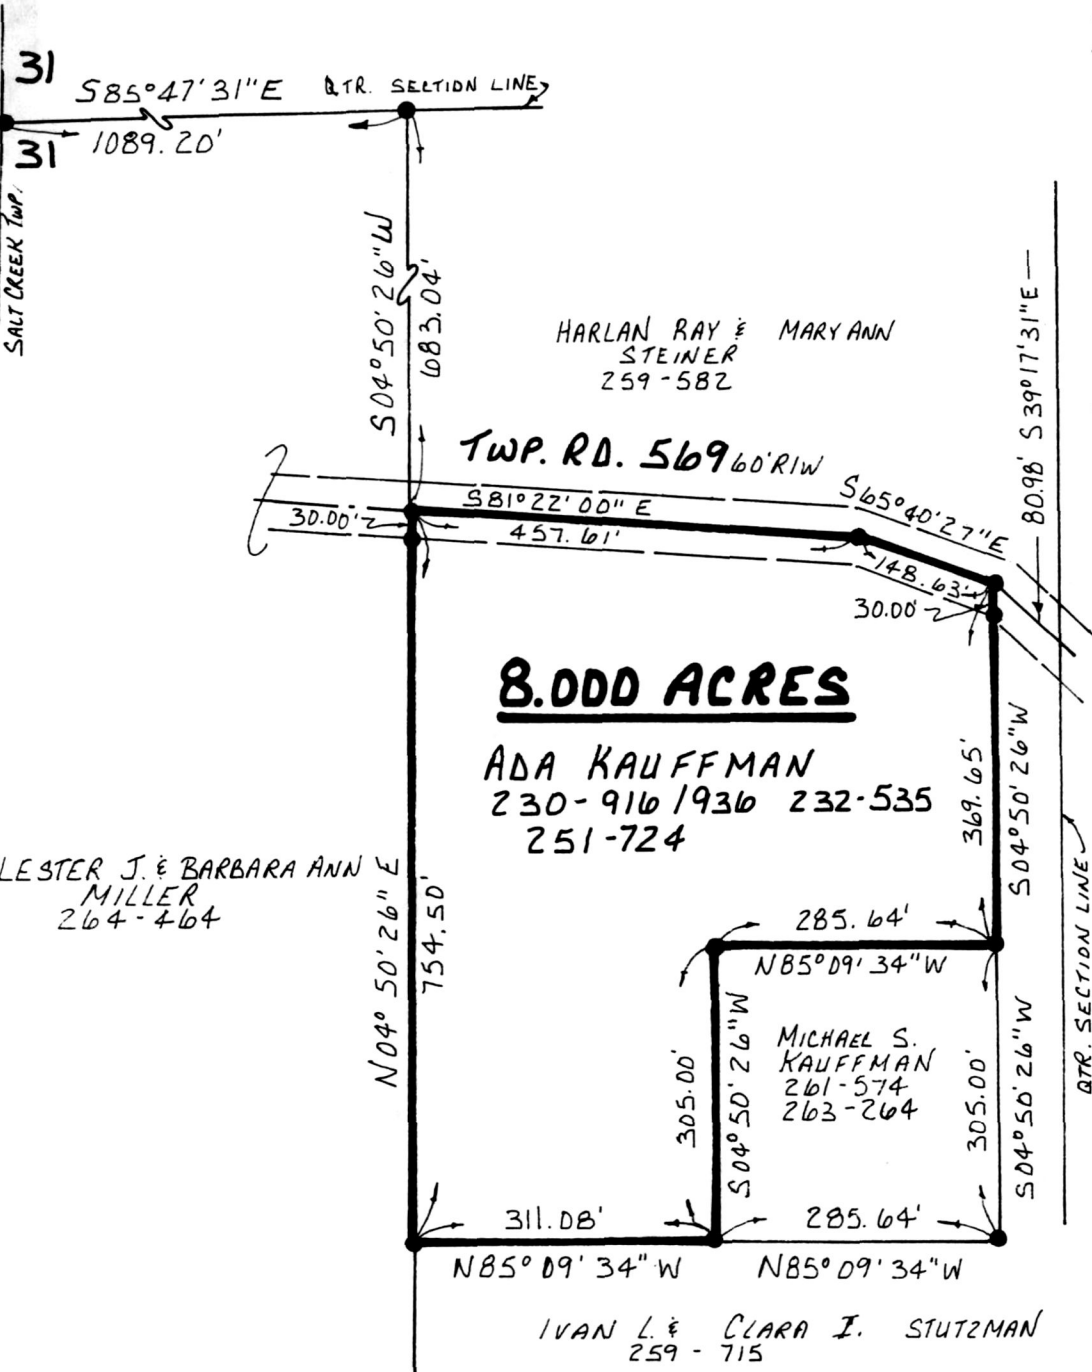 31
S85°47'31"E QTR. SECTION LINE
31 1089.20'
SALT CREEK TWP.
S04°50'26"W
683.04'
HARLAN RAY & MARY ANN
STEINER
259-582
80.98' S39°17'31"E
TWP. RD. 569 60'R/W
S81°22'00"E
457.61'
30.00'
S65°40'27"E
148.63'
30.00'
8.000 ACRES
ADA KAUFFMAN
230-916/936 232-535
251-724
369.65'
S04°50'26"W
LESTER J. & BARBARA ANN
MILLER
264-464
N04°50'26"E
754.50'
285.64'
N85°09'34"W
QTR. SECTION LINE
305.00'
S04°50'26"W
MICHAEL S.
KAUFFMAN
261-574
263-264
305.00'
S04°50'26"W
311.08'
N85°09'34"W
285.64'
N85°09'34"W
IVAN L. & CLARA I. STUTZMAN
259-715